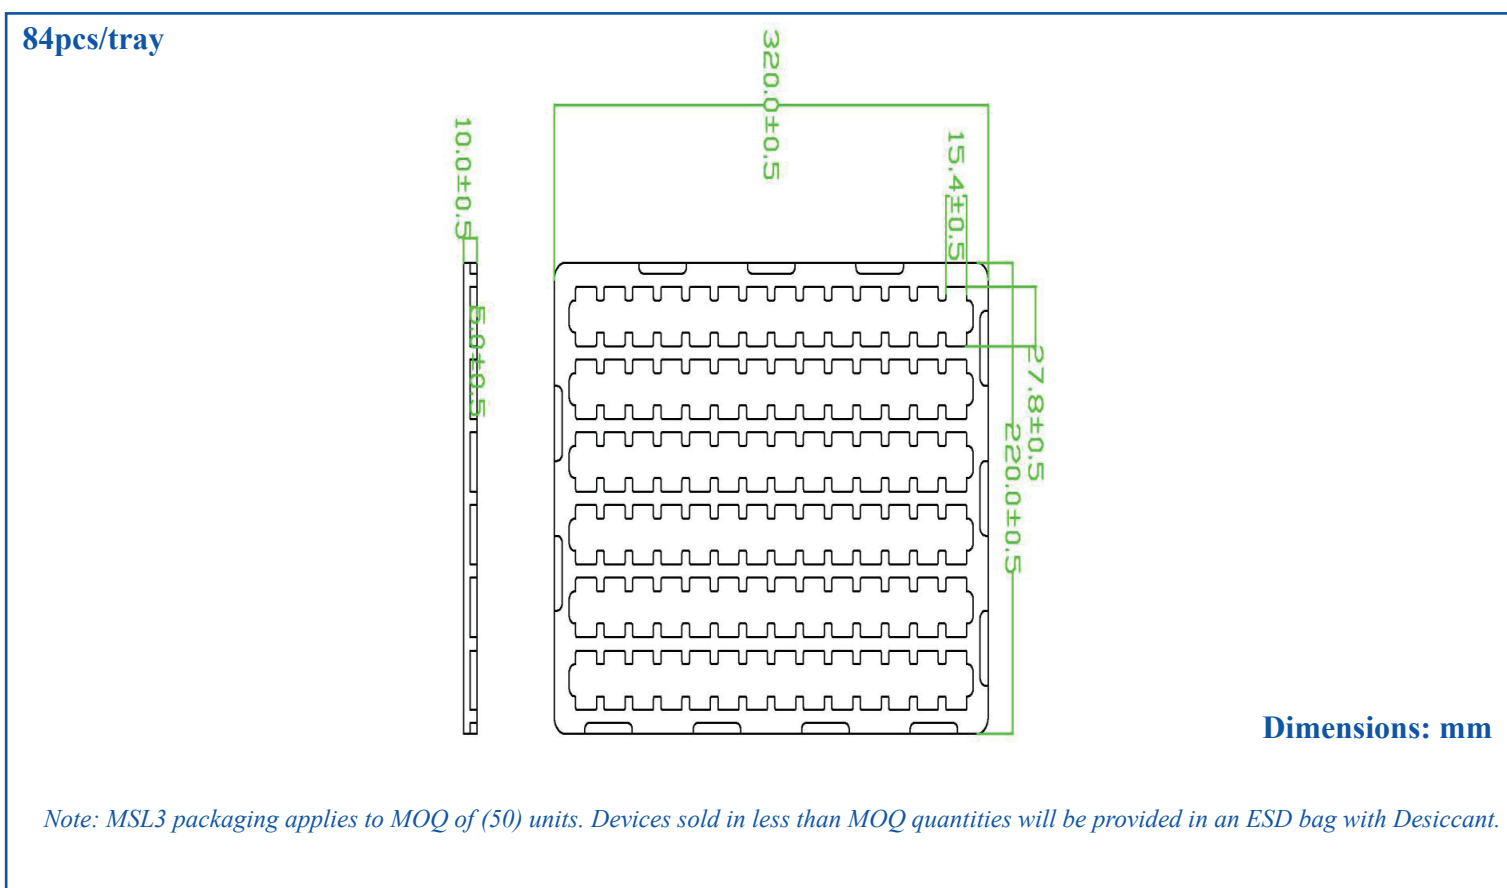 84pcs/tray
320.0±0.5
10.0±0.5
15.4±0.5
5.0±0.5
27.8±0.5
220.0±0.5
Dimensions: mm
Note: MSL3 packaging applies to MOQ of (50) units. Devices sold in less than MOQ quantities will be provided in an ESD bag with Desiccant.